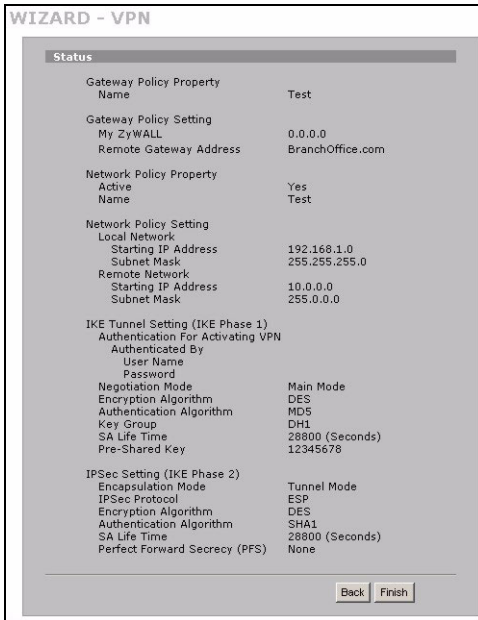 WIZARD - VPN
Status
Gateway Policy Property
Name Test
Gateway Policy Setting
My ZyWALL 0.0.0.0
Remote Gateway Address BranchOffice.com
Network Policy Property
Active Yes
Name Test
Network Policy Setting
Local Network
Starting IP Address 192.168.1.0
Subnet Mask 255.255.255.0
Remote Network
Starting IP Address 10.0.0.0
Subnet Mask 255.0.0.0
IKE Tunnel Setting (IKE Phase 1)
Authentication For Activating VPN
Authenticated By
User Name
Password
Negotiation Mode Main Mode
Encryption Algorithm DES
Authentication Algorithm MD5
Key Group DH1
SA Life Time 28800 (Seconds)
Pre-Shared Key 12345678
IPSec Setting (IKE Phase 2)
Encapsulation Mode Tunnel Mode
IPSec Protocol ESP
Encryption Algorithm DES
Authentication Algorithm SHA1
SA Life Time 28800 (Seconds)
Perfect Forward Secrecy (PFS) None
Back Finish